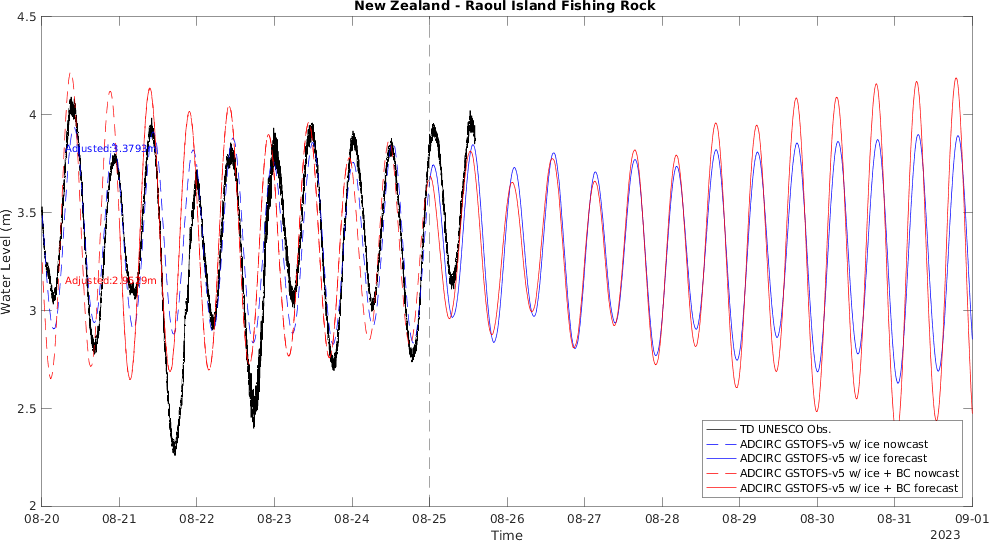 New Zealand - Raoul Island Fishing Rock
4.5
4
3.5
3
2.5
2
Water Level (m)
Adjusted:3.3793m
Adjusted:2.9579m
TD UNESCO Obs.
ADCIRC GSTOFS-v5 w/ ice nowcast
ADCIRC GSTOFS-v5 w/ ice forecast
ADCIRC GSTOFS-v5 w/ ice + BC nowcast
ADCIRC GSTOFS-v5 w/ ice + BC forecast
08-20 08-21 08-22 08-23 08-24 08-25 08-26 08-27 08-28 08-29 08-30 08-31 09-01
Time
2023